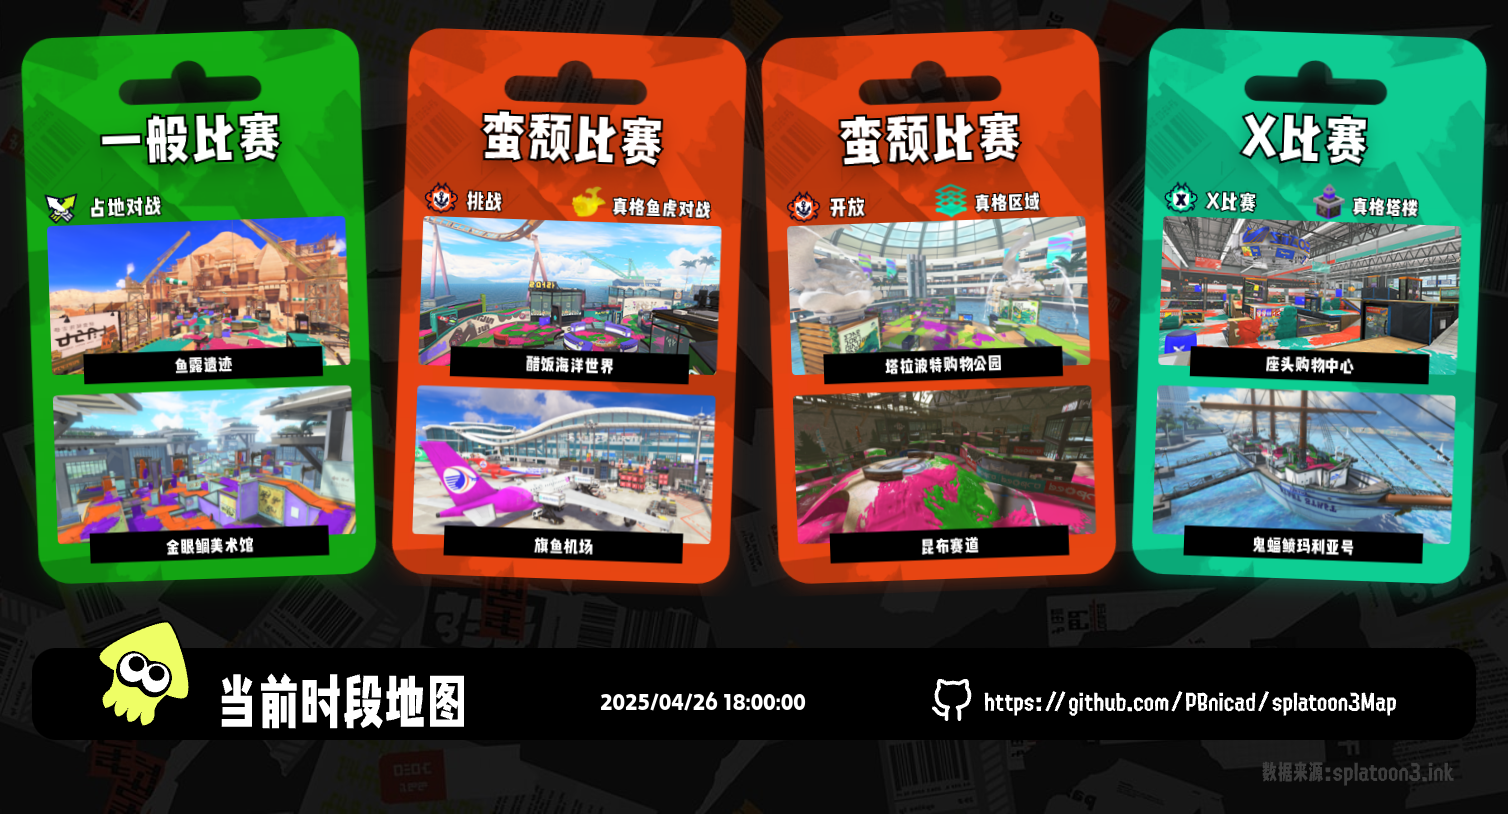 一般比赛
占地对战
鱼露遗迹
金眼鲷美术馆
蛮颓比赛
挑战
真格鱼虎对战
醋饭海洋世界
旗鱼机场
蛮颓比赛
开放
真格区域
塔拉波特购物公园
昆布赛道
X比赛
X比赛
真格塔楼
座头购物中心
鬼蝠鲼玛利亚号
当前时段地图
2025/04/26 18:00:00
https://github.com/PBnicad/splatoon3Map
数据来源:splatoon3.ink